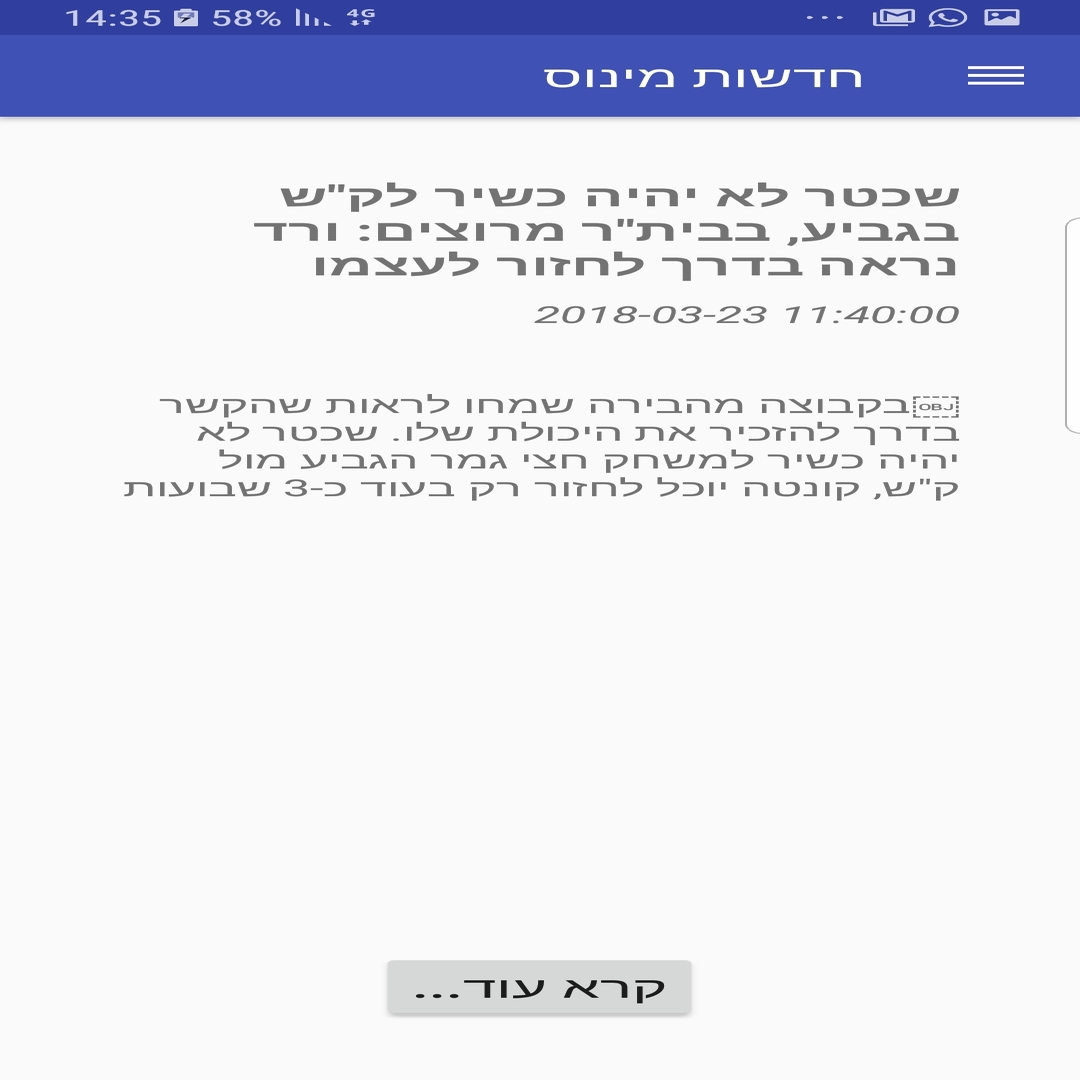 14:35 58% 4G
חדשות מינוס
שכטר לא יהיה כשיר לק"ש
בגביע, בבית"ר מרוצים: ורד
נראה בדרך לחזור לעצמו
2018-03-23 11:40:00
OBJבקבוצה מהבירה שמחו לראות שהקשר
בדרך להזכיר את היכולת שלו. שכטר לא
יהיה כשיר למשחק חצי גמר הגביע מול
ק"ש, קונטה יוכל לחזור רק בעוד כ-3 שבועות
קרא עוד...